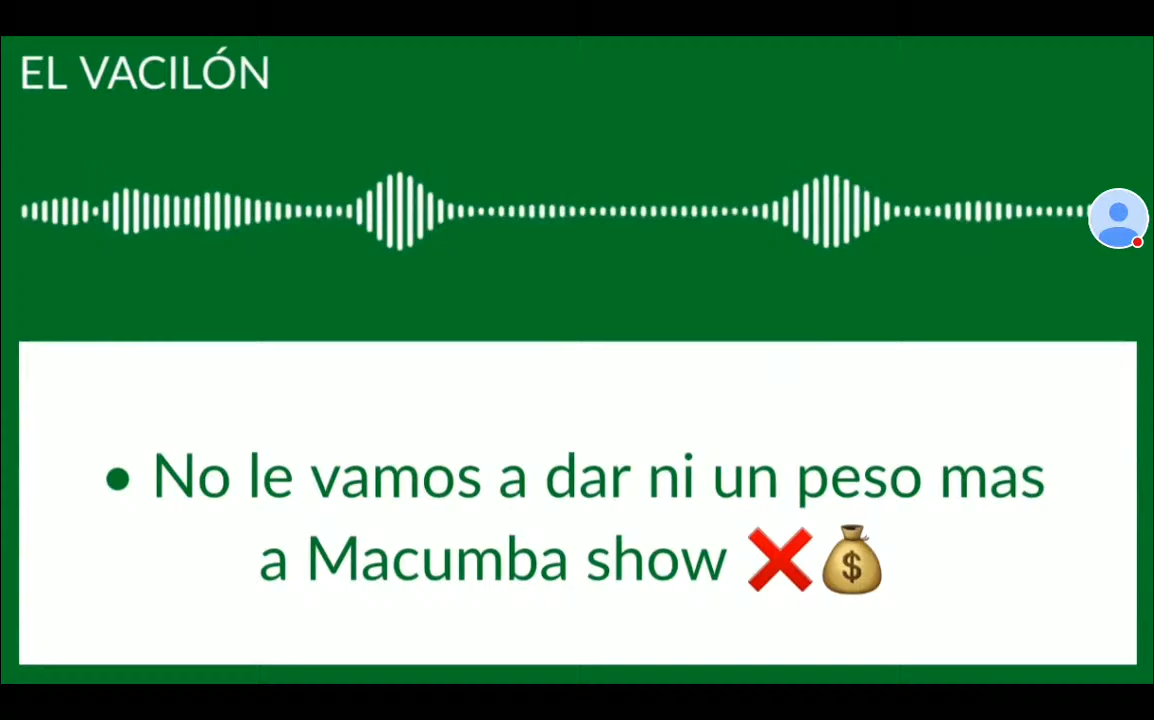 EL VACILÓN
• No le vamos a dar ni un peso mas
a Macumba show ❌💰